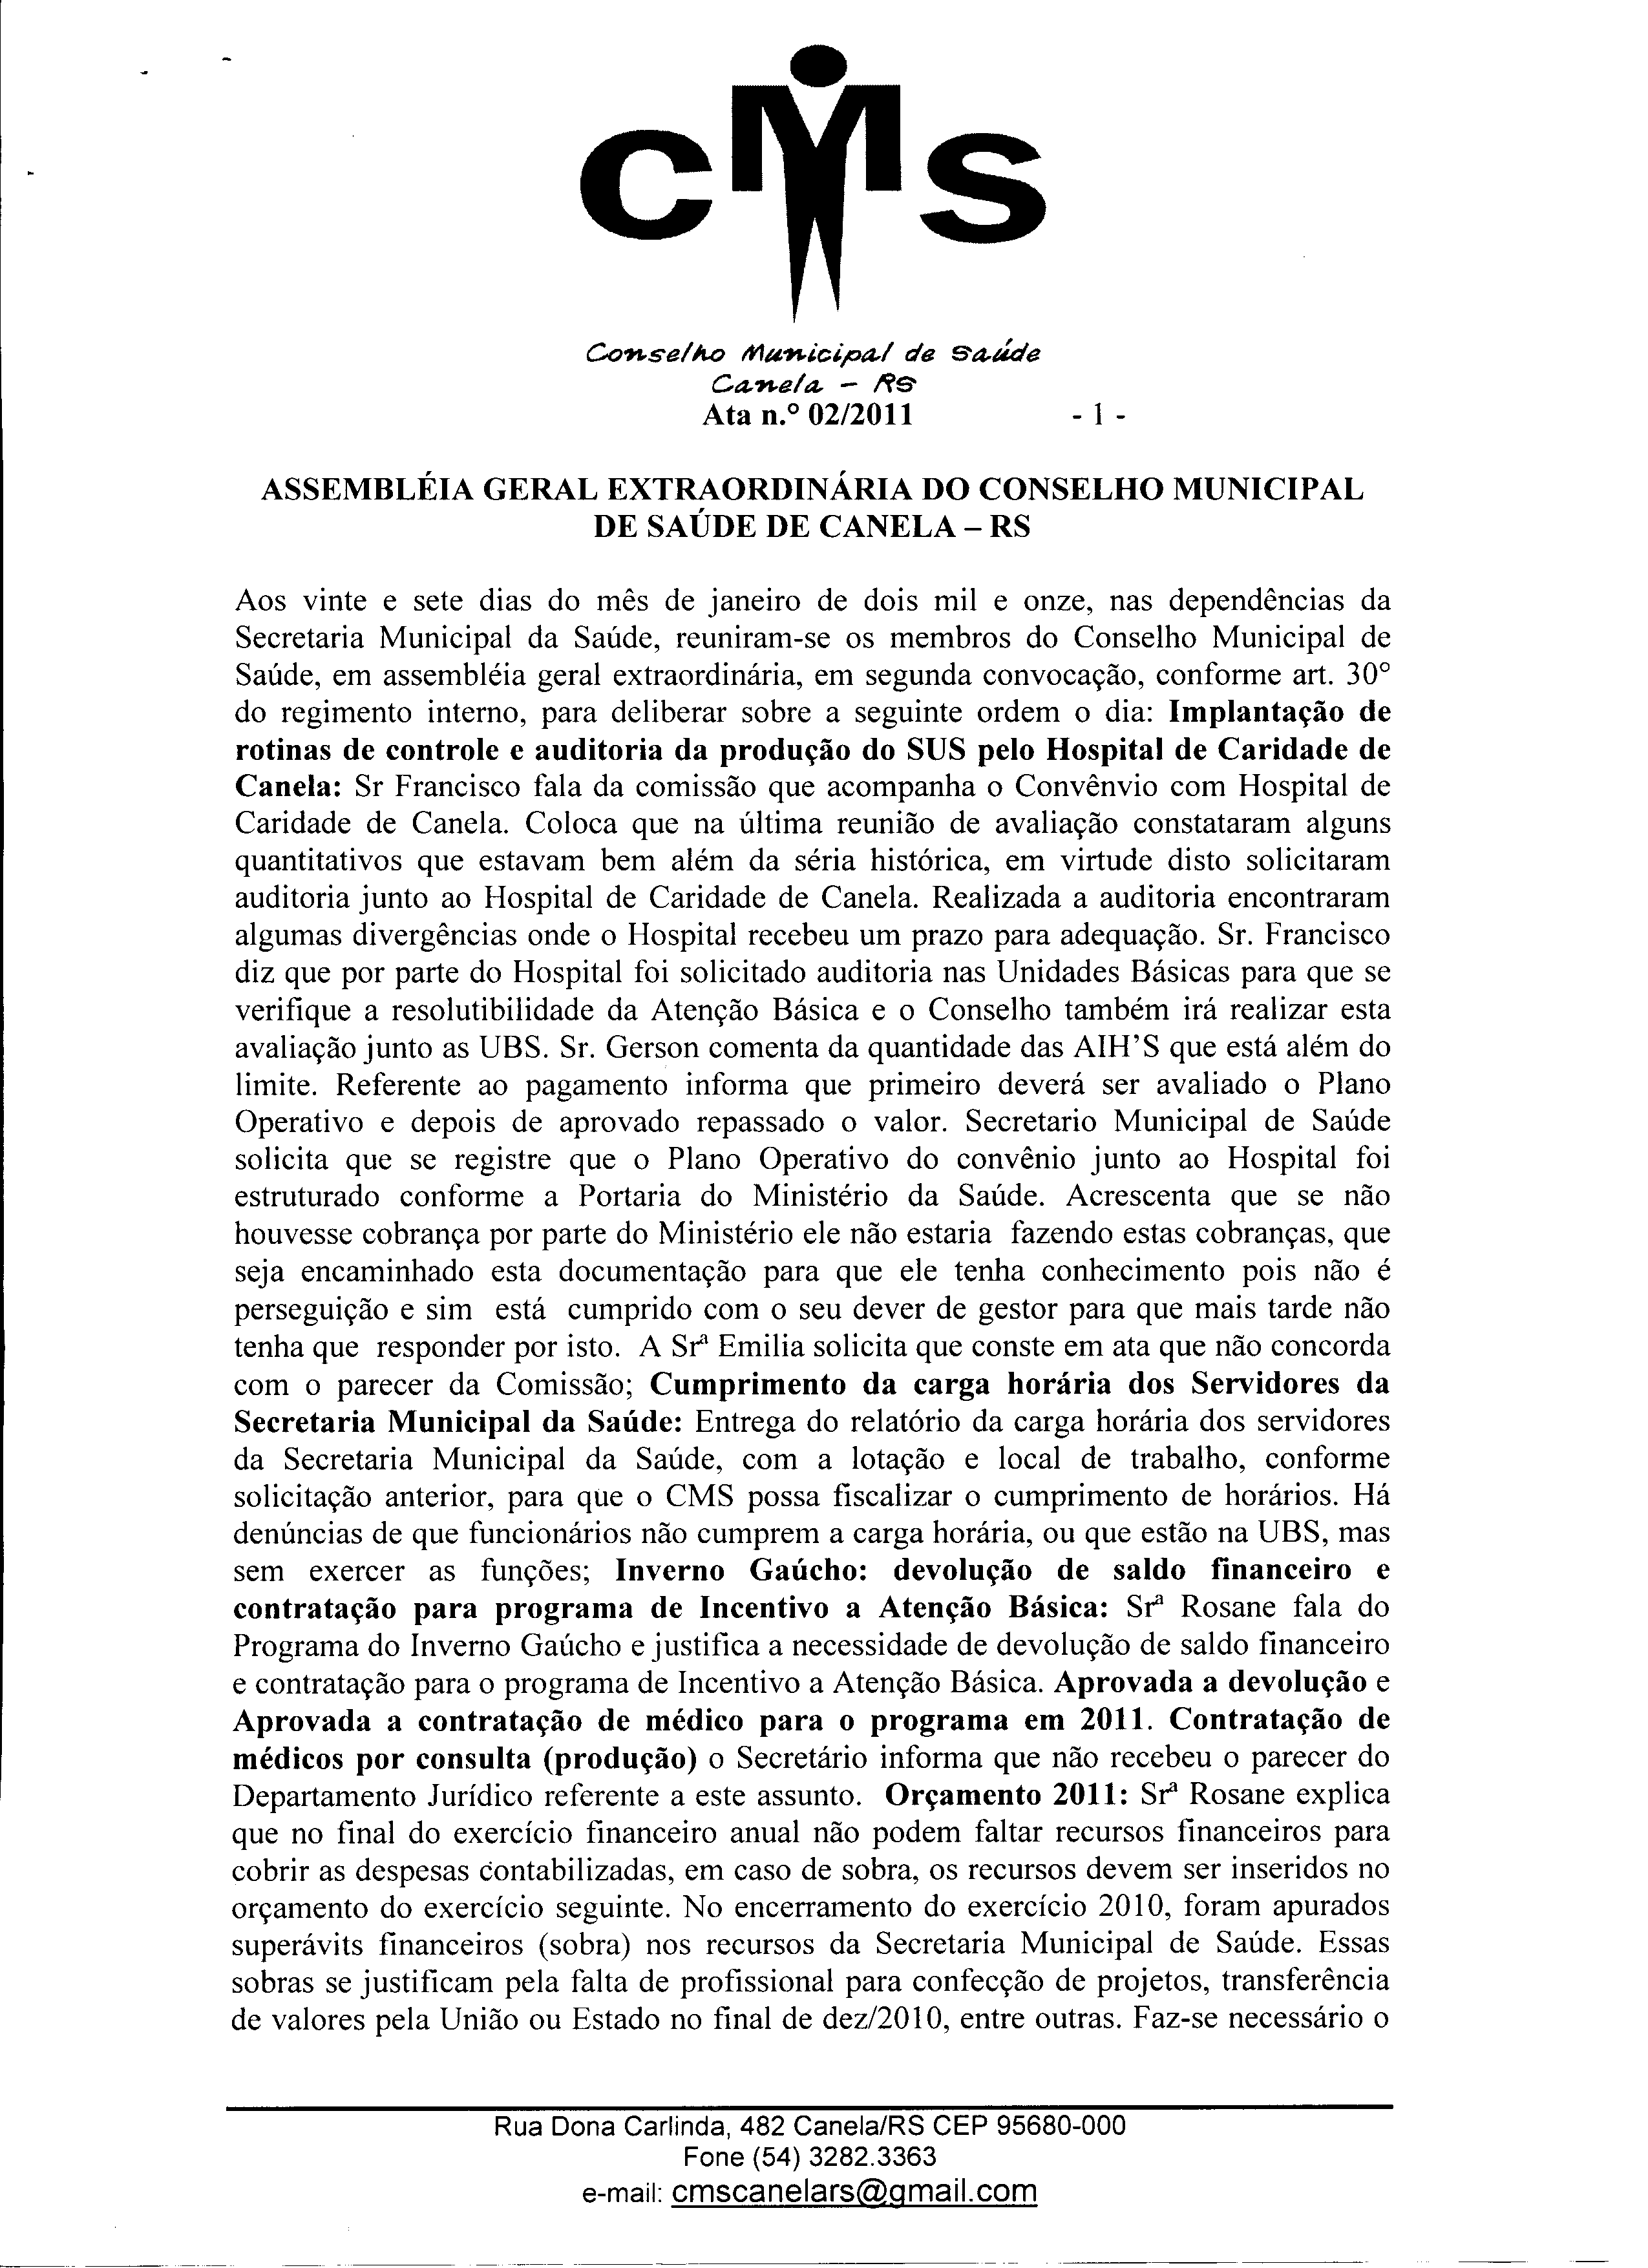 CMS
Conselho Municipal de Saúde
Canela - RS
Ata n.º 02/2011 - 1 -
ASSEMBLÉIA GERAL EXTRAORDINÁRIA DO CONSELHO MUNICIPAL
DE SAÚDE DE CANELA – RS
Aos vinte e sete dias do mês de janeiro de dois mil e onze, nas dependências da
Secretaria Municipal da Saúde, reuniram-se os membros do Conselho Municipal de
Saúde, em assembléia geral extraordinária, em segunda convocação, conforme art. 30°
do regimento interno, para deliberar sobre a seguinte ordem o dia: Implantação de
rotinas de controle e auditoria da produção do SUS pelo Hospital de Caridade de
Canela: Sr Francisco fala da comissão que acompanha o Convênvio com Hospital de
Caridade de Canela. Coloca que na última reunião de avaliação constataram alguns
quantitativos que estavam bem além da séria histórica, em virtude disto solicitaram
auditoria junto ao Hospital de Caridade de Canela. Realizada a auditoria encontraram
algumas divergências onde o Hospital recebeu um prazo para adequação. Sr. Francisco
diz que por parte do Hospital foi solicitado auditoria nas Unidades Básicas para que se
verifique a resolutibilidade da Atenção Básica e o Conselho também irá realizar esta
avaliação junto as UBS. Sr. Gerson comenta da quantidade das AIH'S que está além do
limite. Referente ao pagamento informa que primeiro deverá ser avaliado o Plano
Operativo e depois de aprovado repassado o valor. Secretario Municipal de Saúde
solicita que se registre que o Plano Operativo do convênio junto ao Hospital foi
estruturado conforme a Portaria do Ministério da Saúde. Acrescenta que se não
houvesse cobrança por parte do Ministério ele não estaria fazendo estas cobranças, que
seja encaminhado esta documentação para que ele tenha conhecimento pois não é
perseguição e sim está cumprido com o seu dever de gestor para que mais tarde não
tenha que responder por isto. A Srª Emilia solicita que conste em ata que não concorda
com o parecer da Comissão; Cumprimento da carga horária dos Servidores da
Secretaria Municipal da Saúde: Entrega do relatório da carga horária dos servidores
da Secretaria Municipal da Saúde, com a lotação e local de trabalho, conforme
solicitação anterior, para que o CMS possa fiscalizar o cumprimento de horários. Há
denúncias de que funcionários não cumprem a carga horária, ou que estão na UBS, mas
sem exercer as funções; Inverno Gaúcho: devolução de saldo financeiro e
contratação para programa de Incentivo a Atenção Básica: Srª Rosane fala do
Programa do Inverno Gaúcho e justifica a necessidade de devolução de saldo financeiro
e contratação para o programa de Incentivo a Atenção Básica. Aprovada a devolução e
Aprovada a contratação de médico para o programa em 2011. Contratação de
médicos por consulta (produção) o Secretário informa que não recebeu o parecer do
Departamento Jurídico referente a este assunto. Orçamento 2011: Srª Rosane explica
que no final do exercício financeiro anual não podem faltar recursos financeiros para
cobrir as despesas contabilizadas, em caso de sobra, os recursos devem ser inseridos no
orçamento do exercício seguinte. No encerramento do exercício 2010, foram apurados
superávits financeiros (sobra) nos recursos da Secretaria Municipal de Saúde. Essas
sobras se justificam pela falta de profissional para confecção de projetos, transferência
de valores pela União ou Estado no final de dez/2010, entre outras. Faz-se necessário o
Rua Dona Carlinda, 482 Canela/RS CEP 95680-000
Fone (54) 3282.3363
e-mail: cmscanelars@gmail.com